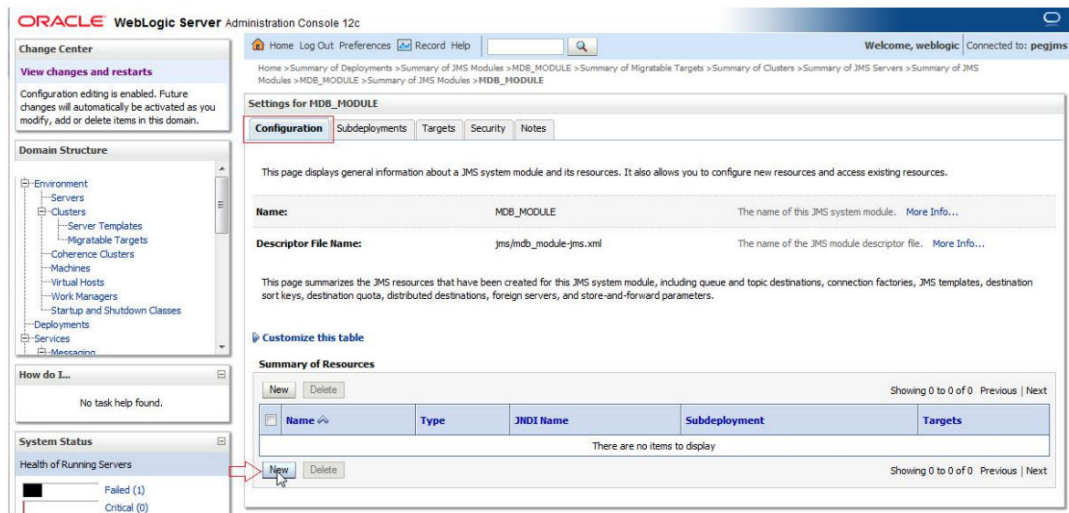 ORACLE WebLogic Server Administration Console 12c
Change Center
View changes and restarts
Configuration editing is enabled. Future
changes will automatically be activated as you
modify, add or delete items in this domain.
Domain Structure
Environment
Servers
Clusters
Server Templates
Migratable Targets
Coherence Clusters
Machines
Virtual Hosts
Work Managers
Startup and Shutdown Classes
Deployments
Services
Messaging
How do I...
No task help found.
System Status
Health of Running Servers
Failed (1)
Critical (0)
Home Log Out Preferences Record Help
Welcome, weblogic Connected to: pegjms
Home >Summary of Deployments >Summary of JMS Modules >MDB_MODULE >Summary of Migratable Targets >Summary of Clusters >Summary of JMS Servers >Summary of JMS
Modules >MDB_MODULE >Summary of JMS Modules >MDB_MODULE
Settings for MDB_MODULE
Configuration Subdeployments Targets Security Notes
This page displays general information about a JMS system module and its resources. It also allows you to configure new resources and access existing resources.
Name: MDB_MODULE The name of this JMS system module. More Info...
Descriptor File Name: jms/mdb_module-jms.xml The name of the JMS module descriptor file. More Info...
This page summarizes the JMS resources that have been created for this JMS system module, including queue and topic destinations, connection factories, JMS templates, destination
sort keys, destination quota, distributed destinations, foreign servers, and store-and-forward parameters.
Customize this table
Summary of Resources
New Delete Showing 0 to 0 of 0 Previous | Next
Name Type JNDI Name Subdeployment Targets
There are no items to display
New Delete Showing 0 to 0 of 0 Previous | Next